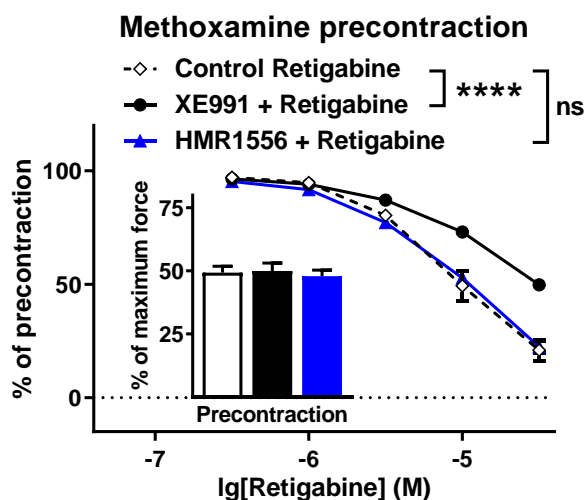 Methoxamine precontraction
Control Retigabine
XE991 + Retigabine
HMR1556 + Retigabine
****
ns
% of precontraction
100
50
0
% of maximum force
75
50
25
Precontraction
-7
-6
-5
lg[Retigabine] (M)